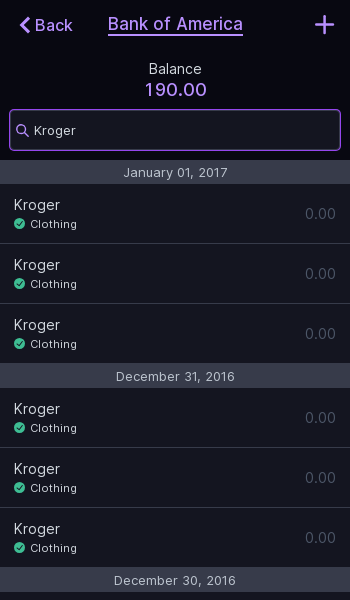 Back
Bank of America
Balance
190.00
Kroger
January 01, 2017
Kroger
0.00
Clothing
Kroger
0.00
Clothing
Kroger
0.00
Clothing
December 31, 2016
Kroger
0.00
Clothing
Kroger
0.00
Clothing
Kroger
0.00
Clothing
December 30, 2016